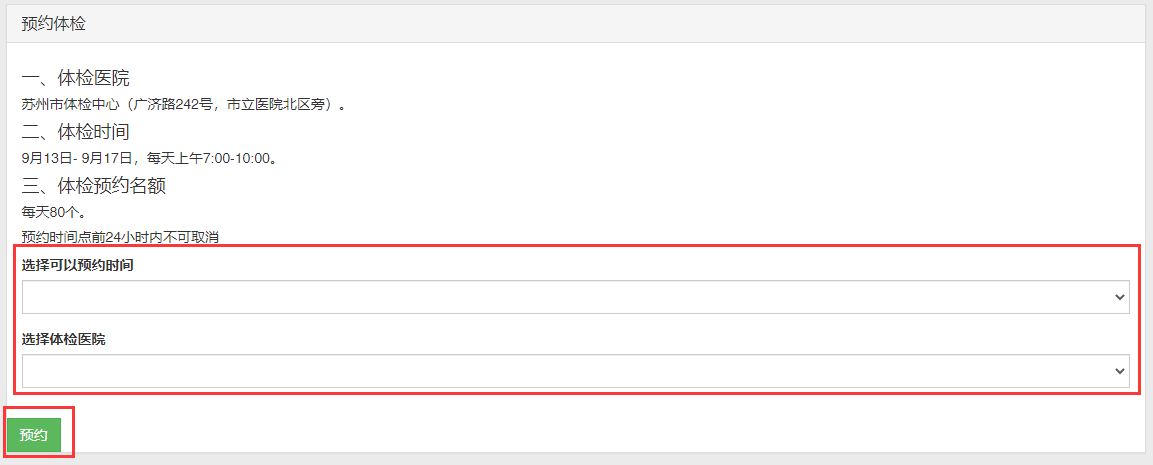 预约体检
一、体检医院
苏州市体检中心（广济路242号，市立医院北区旁）。
二、体检时间
9月13日- 9月17日，每天上午7:00-10:00。
三、体检预约名额
每天80个。
预约时间点前24小时内不可取消
选择可以预约时间
选择体检医院
预约